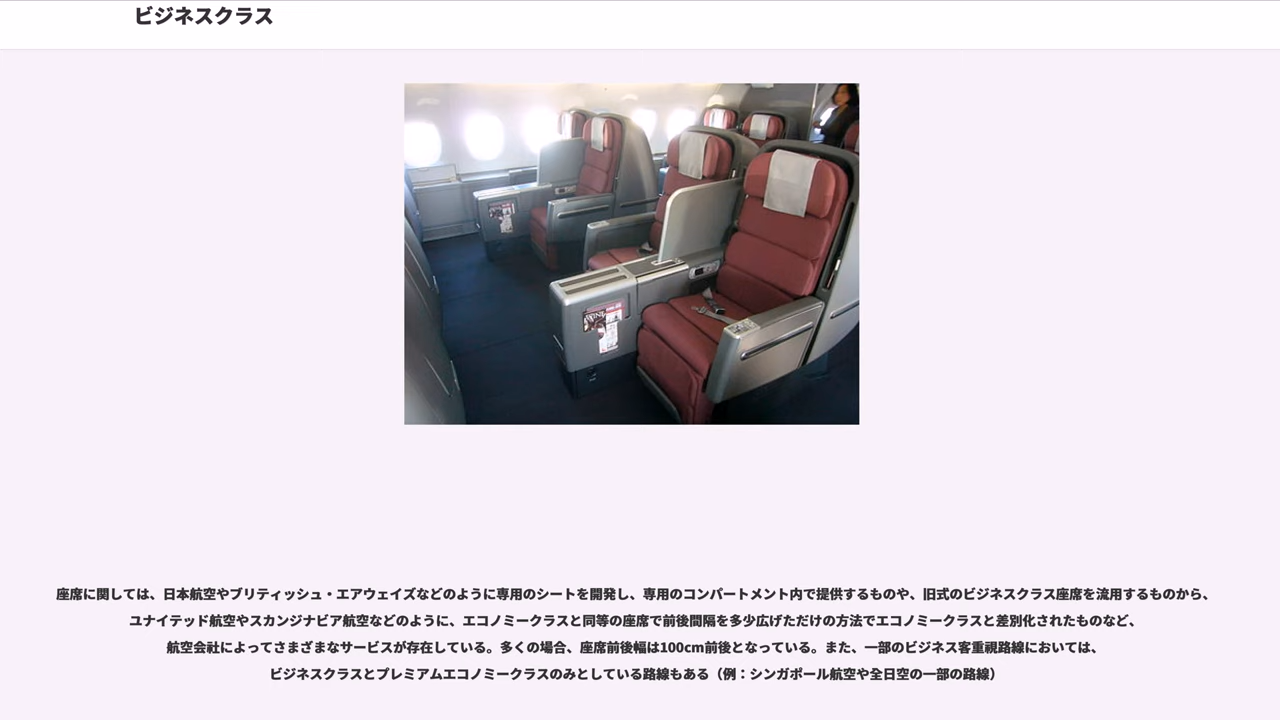 ビジネスクラス
座席に関しては、日本航空やブリティッシュ・エアウェイズなどのように専用のシートを開発し、専用のコンパートメント内で提供するものや、旧式のビジネスクラス座席を流用するものから、
ユナイテッド航空やスカンジナビア航空などのように、エコノミークラスと同等の座席で前後間隔を多少広げただけの方法でエコノミークラスと差別化されたものなど、
航空会社によってさまざまなサービスが存在している。多くの場合、座席前後幅は100cm前後となっている。また、一部のビジネス客重視路線においては、
ビジネスクラスとプレミアムエコノミークラスのみとしている路線もある（例：シンガポール航空や全日空の一部の路線）